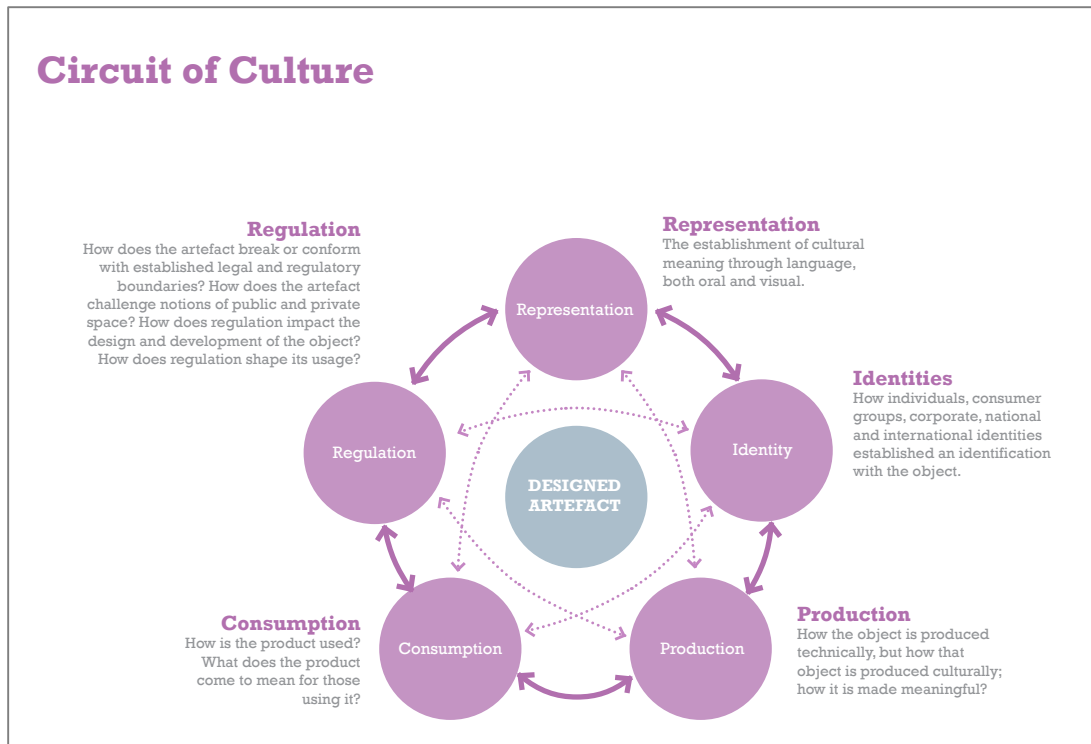 Circuit of Culture
Regulation
How does the artefact break or conform
with established legal and regulatory
boundaries? How does the artefact
challenge notions of public and private
space? How does regulation impact the
design and development of the object?
How does regulation shape its usage?
Representation
The establishment of cultural
meaning through language,
both oral and visual.
Representation
Identities
How individuals, consumer
groups, corporate, national
and international identities
established an identification
with the object.
Regulation
Identity
DESIGNED
ARTEFACT
Consumption
How is the product used?
What does the product
come to mean for those
using it?
Consumption
Production
Production
How the object is produced
technically, but how that
object is produced culturally;
how it is made meaningful?